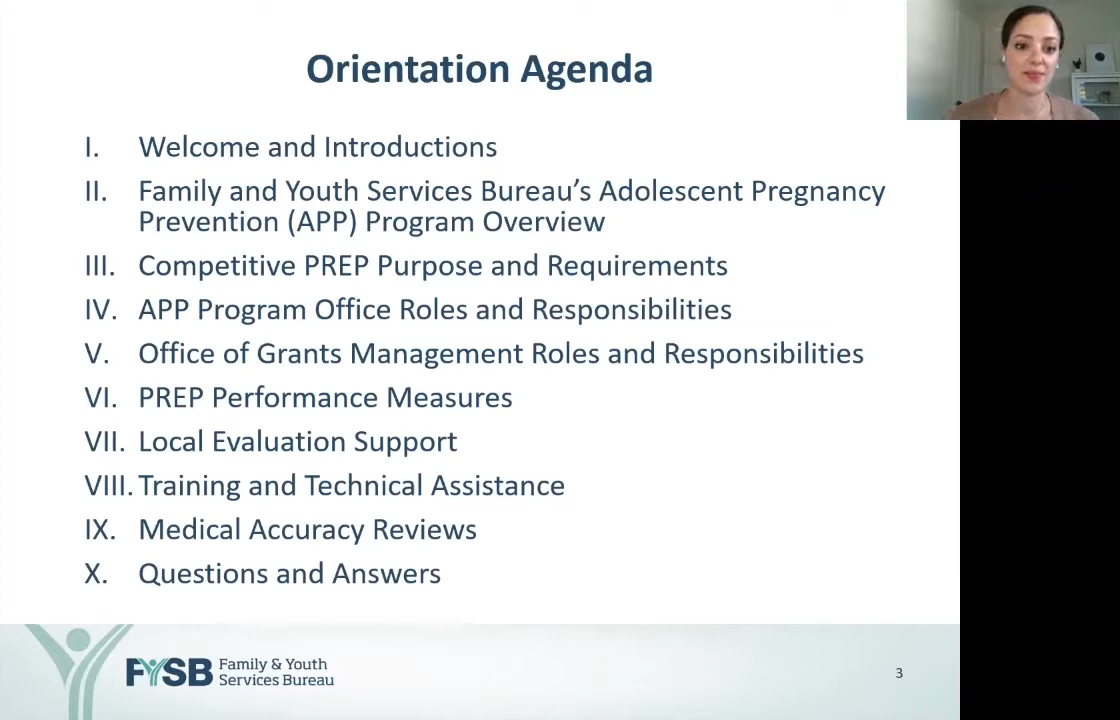 Orientation Agenda
I. Welcome and Introductions
II. Family and Youth Services Bureau’s Adolescent Pregnancy
Prevention (APP) Program Overview
III. Competitive PREP Purpose and Requirements
IV. APP Program Office Roles and Responsibilities
V. Office of Grants Management Roles and Responsibilities
VI. PREP Performance Measures
VII. Local Evaluation Support
VIII. Training and Technical Assistance
IX. Medical Accuracy Reviews
X. Questions and Answers
FYSB Family & Youth
Services Bureau
3